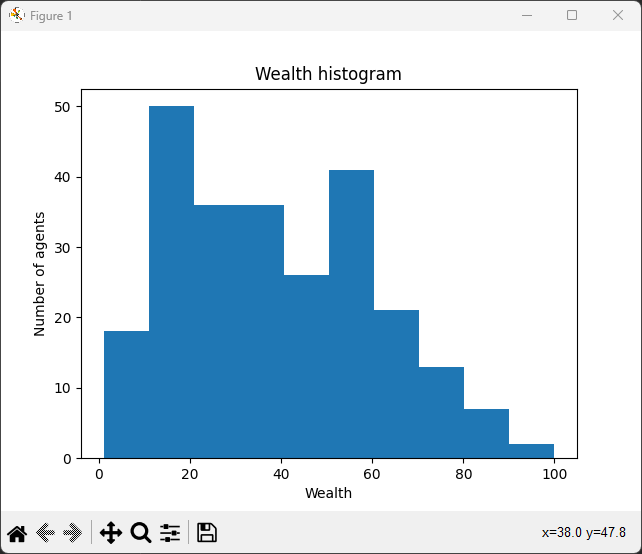 Figure 1
Wealth histogram
50
40
30
20
10
0
Number of agents
0 20 40 60 80 100
Wealth
x=38.0 y=47.8